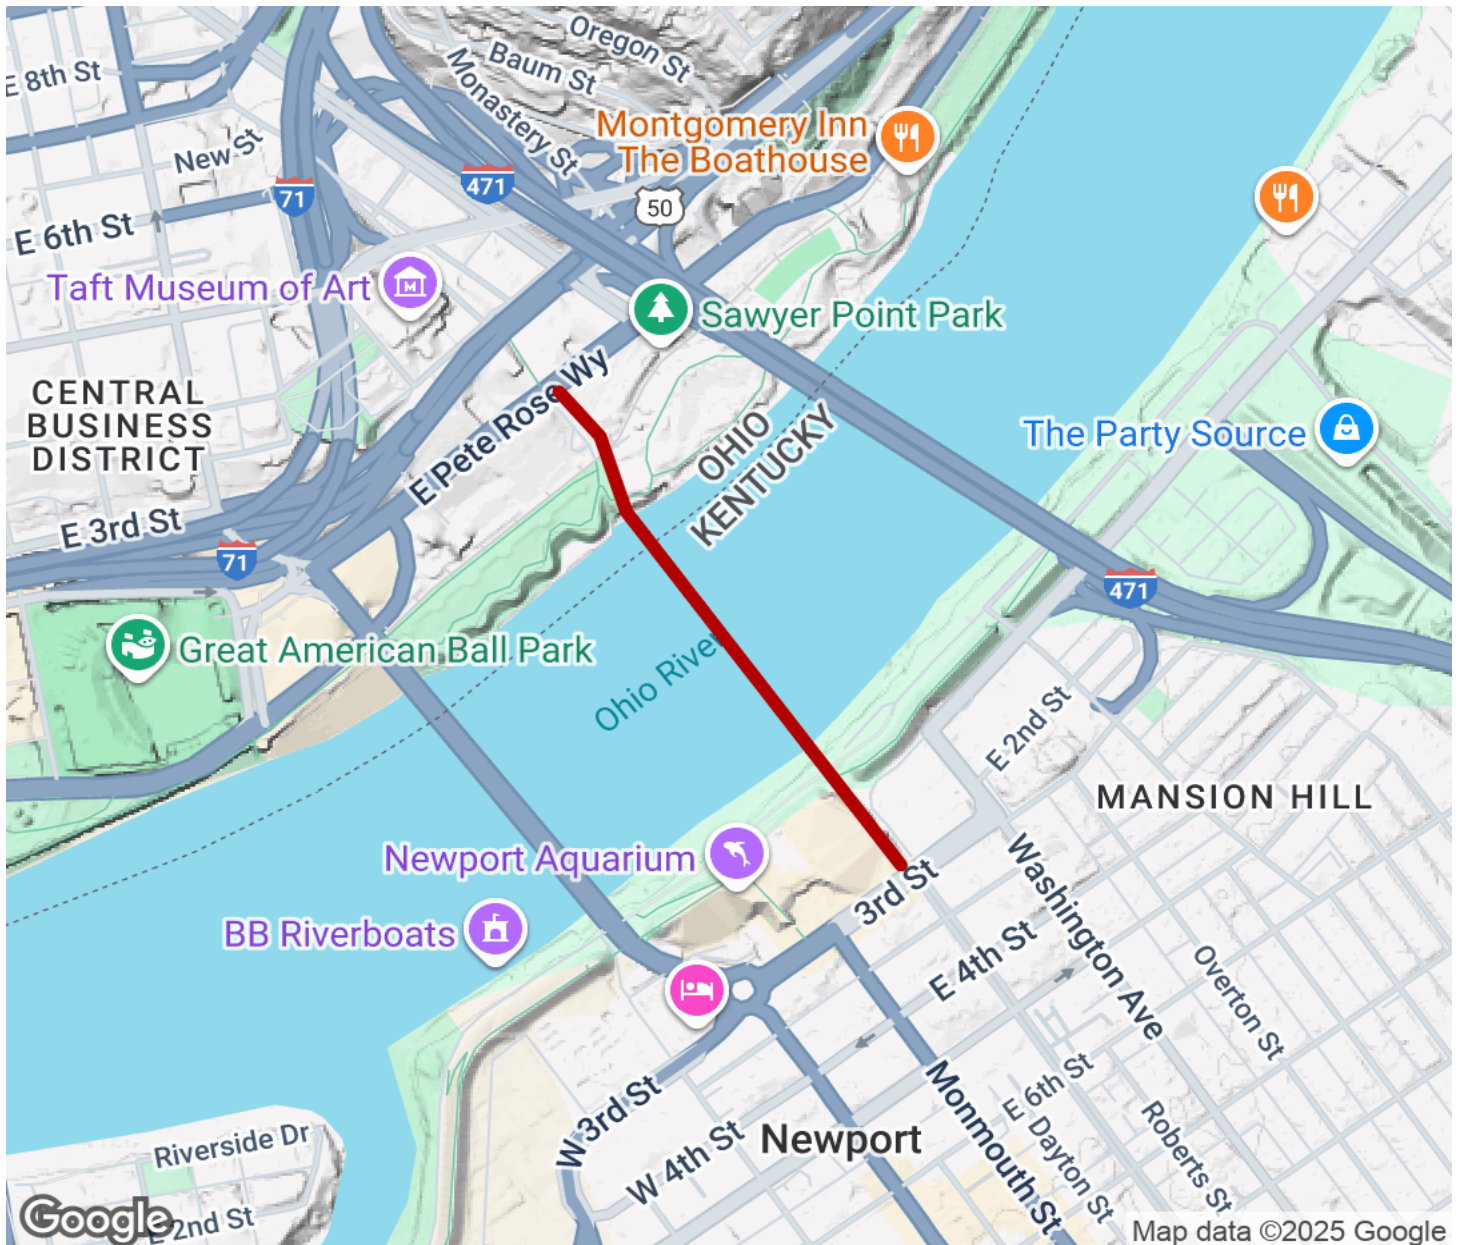 Oregon St
Baum St
Monastery St
E 8th St
New St
Montgomery Inn
The Boathouse
71
471
50
E 6th St
Taft Museum of Art
Sawyer Point Park
CENTRAL
BUSINESS
DISTRICT
E Pete Rose Wy
OHIO
KENTUCKY
The Party Source
E 3rd St
71
471
Great American Ball Park
Ohio River
E 2nd St
MANSION HILL
Newport Aquarium
3rd St
Washington Ave
BB Riverboats
E 4th St
Overton St
W 3rd St
W 4th St
Newport
Monmouth St
E 6th St
Dayton St
Roberts St
Riverside Dr
E 2nd St
Google
Map data ©2025 Google